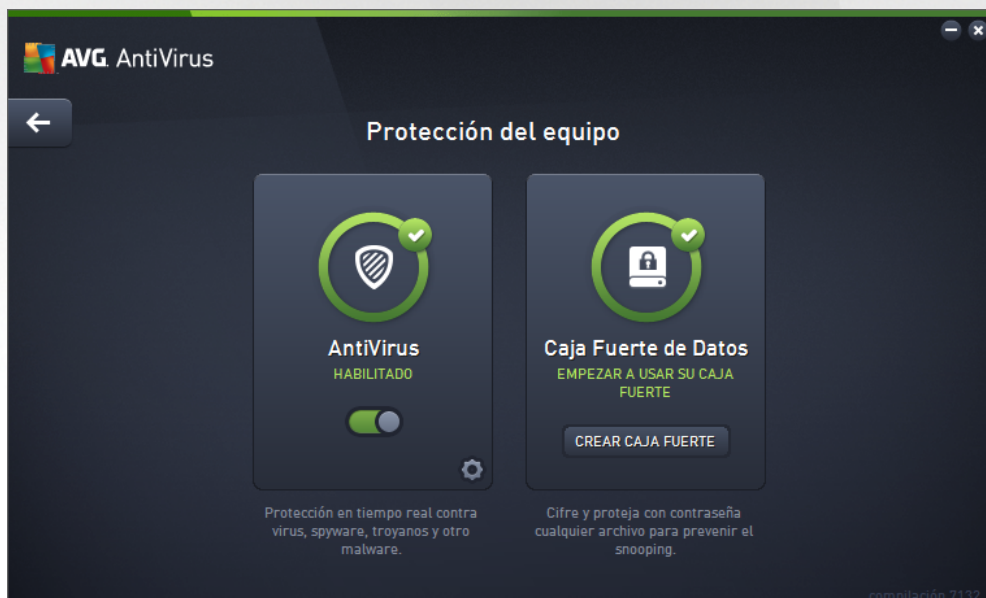 AVG. AntiVirus
Protección del equipo
AntiVirus
HABILITADO
Protección en tiempo real contra
virus, spyware, troyanos y otro
malware.
Caja Fuerte de Datos
EMPEZAR A USAR SU CAJA
FUERTE
CREAR CAJA FUERTE
Cifre y proteja con contraseña
cualquier archivo para prevenir el
snooping.
compilación 7132